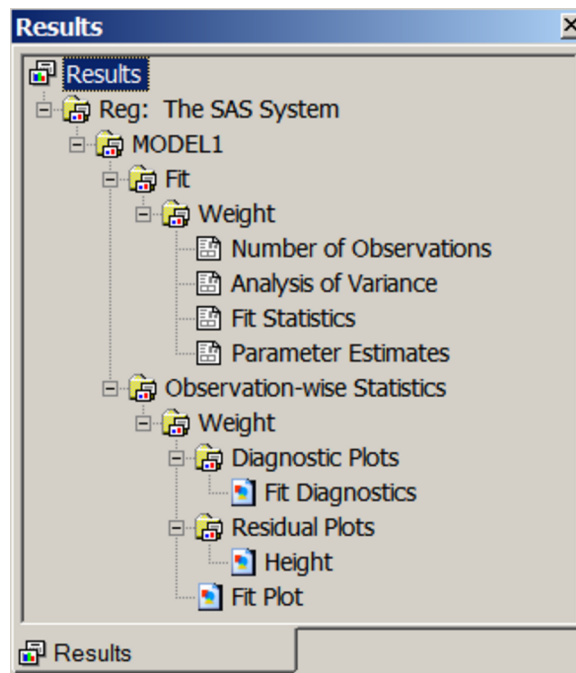 Results
Results
Reg: The SAS System
MODEL1
Fit
Weight
Number of Observations
Analysis of Variance
Fit Statistics
Parameter Estimates
Observation-wise Statistics
Weight
Diagnostic Plots
Fit Diagnostics
Residual Plots
Height
Fit Plot
Results